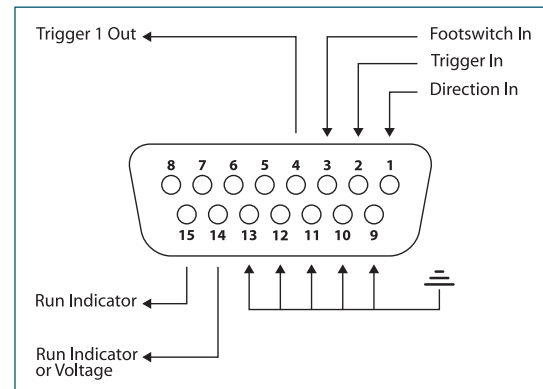 Trigger 1 Out
Footswitch In
Trigger In
Direction In
8 7 6 5 4 3 2 1
15 14 13 12 11 10 9
Run Indicator
Run Indicator
or Voltage